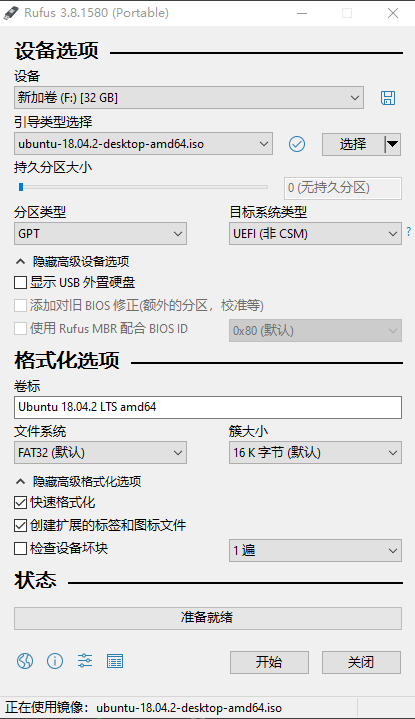 Rufus 3.8.1580 (Portable)
设备选项
设备
新加卷 (F:) [32 GB]
引导类型选择
ubuntu-18.04.2-desktop-amd64.iso
选择
持久分区大小
0 (无持久分区)
分区类型
目标系统类型
GPT
UEFI (非 CSM)
?
隐藏高级设备选项
显示 USB 外置硬盘
添加对旧 BIOS 修正(额外的分区，校准等)
使用 Rufus MBR 配合 BIOS ID
0x80 (默认)
格式化选项
卷标
Ubuntu 18.04.2 LTS amd64
文件系统
簇大小
FAT32 (默认)
16 K 字节 (默认)
隐藏高级格式化选项
快速格式化
创建扩展的标签和图标文件
检查设备坏块
1 遍
状态
准备就绪
开始
关闭
正在使用镜像：ubuntu-18.04.2-desktop-amd64.iso